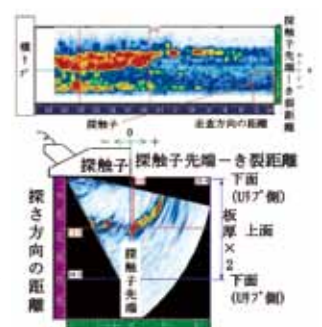 横リブ
探触子先端ーき裂距離
探触子
走査方向の距離
0
探触子
探触子先端ーき裂距離
深さ方向の距離
下面
(Uリブ側)
板厚×2
上面
下面
(Uリブ側)
探触子先端